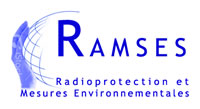 RAMSES
Radioprotection et
Mesures Environnementales